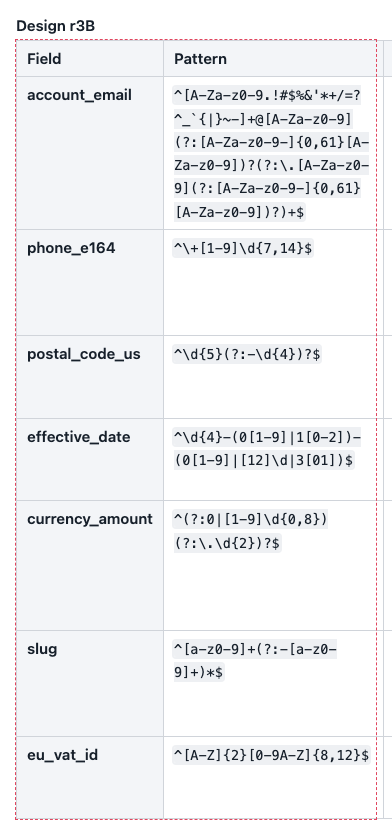 Design r3B
Field Pattern
account_email ^[A-Za-z0-9.!#$%&'*+/=?
^_`{|}~-]+@[A-Za-z0-9]
(?:[A-Za-z0-9-]{0,61}[A-
Za-z0-9])?(?:\.[A-Za-z0-
9](?:[A-Za-z0-9-]{0,61}
[A-Za-z0-9])?)+$
phone_e164 ^\+[1-9]\d{7,14}$
postal_code_us ^\d{5}(?:-\d{4})?$
effective_date ^\d{4}-(0[1-9]|1[0-2])-
(0[1-9]|[12]\d|3[01])$
currency_amount ^(?:0|[1-9]\d{0,8})
(?:\.\d{2})?$
slug ^[a-z0-9]+(?:-[a-z0-
9]+)*$
eu_vat_id ^[A-Z]{2}[0-9A-Z]{8,12}$